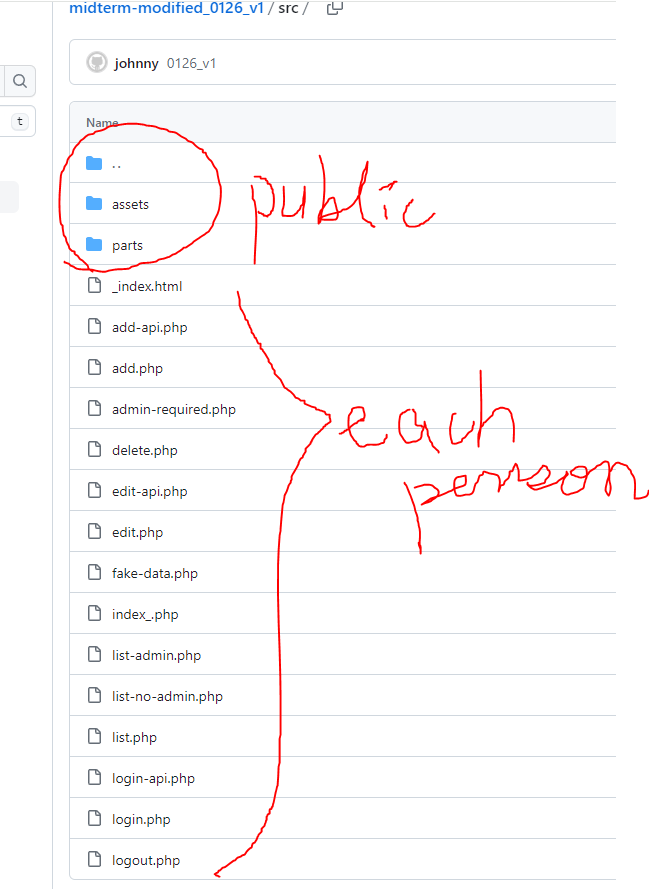 midterm-modified_0126_v1 / src /
johnny 0126_v1
t
Name
..
assets
parts
public
_index.html
add-api.php
add.php
admin-required.php
delete.php
edit-api.php
edit.php
fake-data.php
index_.php
list-admin.php
list-no-admin.php
list.php
login-api.php
login.php
logout.php
each
person